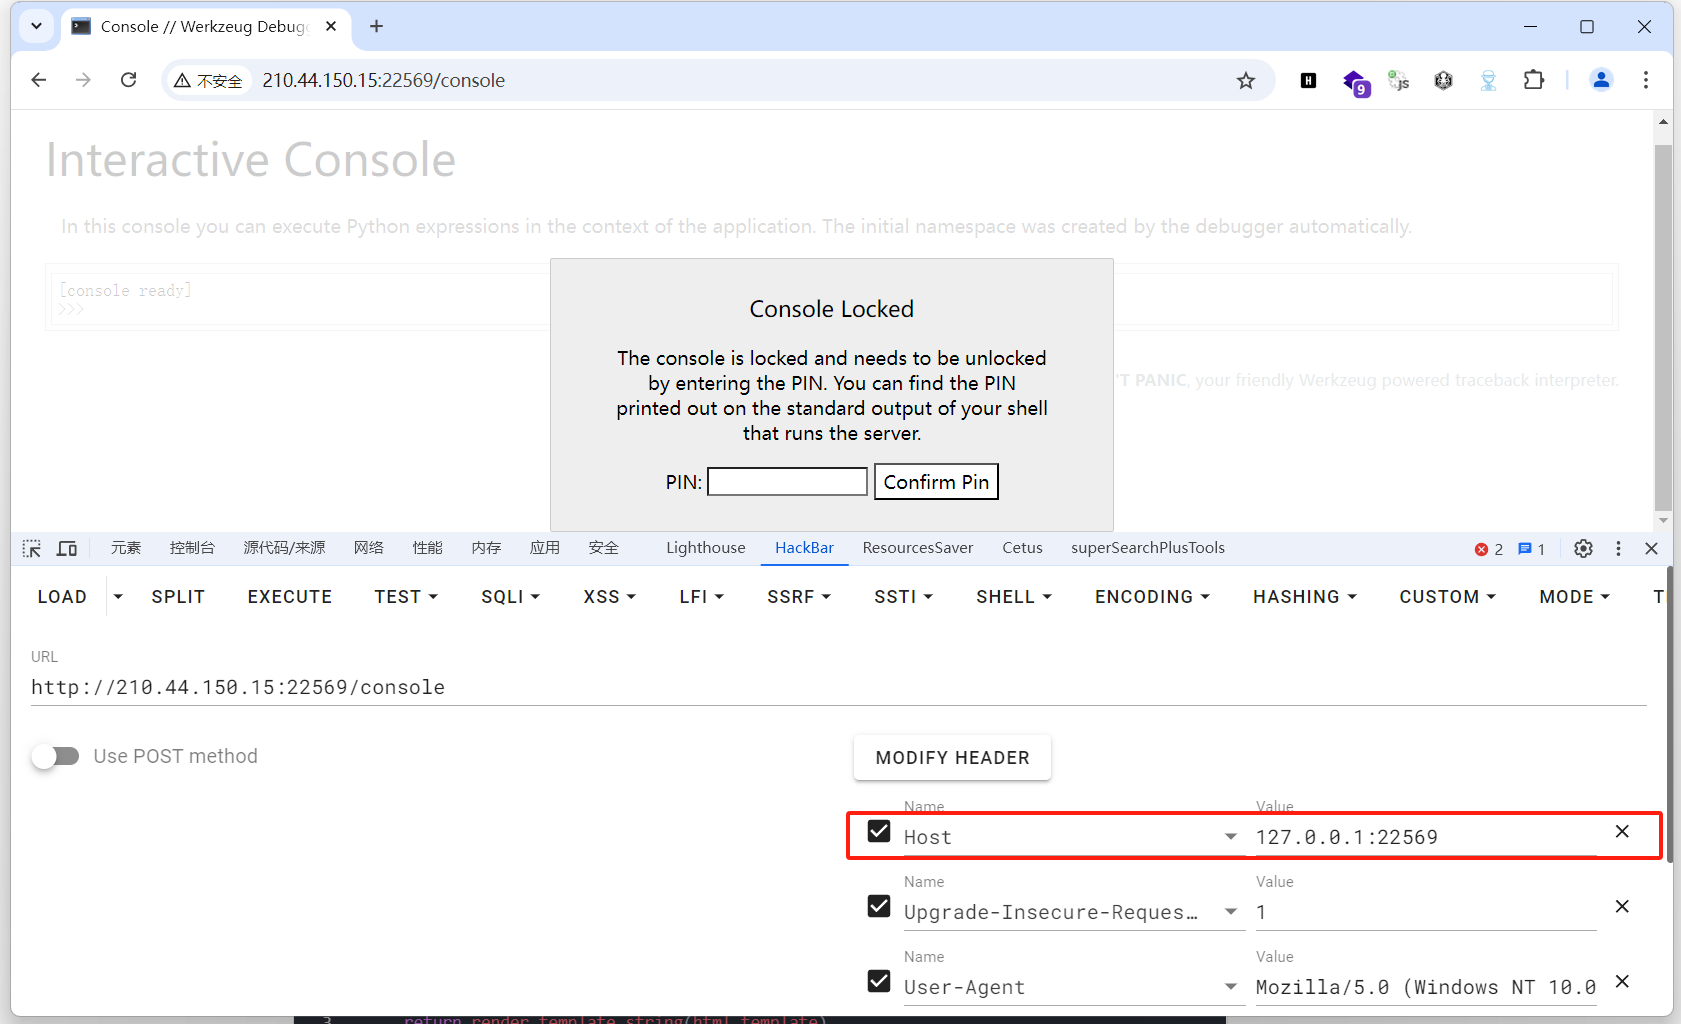 Console // Werkzeug Debugg
不安全
210.44.150.15:22569/console
9
JS
Interactive Console
In this console you can execute Python expressions in the context of the application. The initial namespace was created by the debugger automatically.
[console ready]
>>>
Console Locked
The console is locked and needs to be unlocked
by entering the PIN. You can find the PIN
printed out on the standard output of your shell
that runs the server.
'T PANIC, your friendly Werkzeug powered traceback interpreter.
PIN:
Confirm Pin
元素 控制台 源代码/来源 网络 性能 内存 应用 安全 Lighthouse HackBar ResourcesSaver Cetus superSearchPlusTools 2 1
LOAD SPLIT EXECUTE TEST SQLI XSS LFI SSRF SSTI SHELL ENCODING HASHING CUSTOM MODE T
URL
http://210.44.150.15:22569/console
Use POST method
MODIFY HEADER
Name Value
Host 127.0.0.1:22569
Name Value
Upgrade-Insecure-Reques… 1
Name Value
User-Agent Mozilla/5.0 (Windows NT 10.0
3 return render_template_string(html_template)